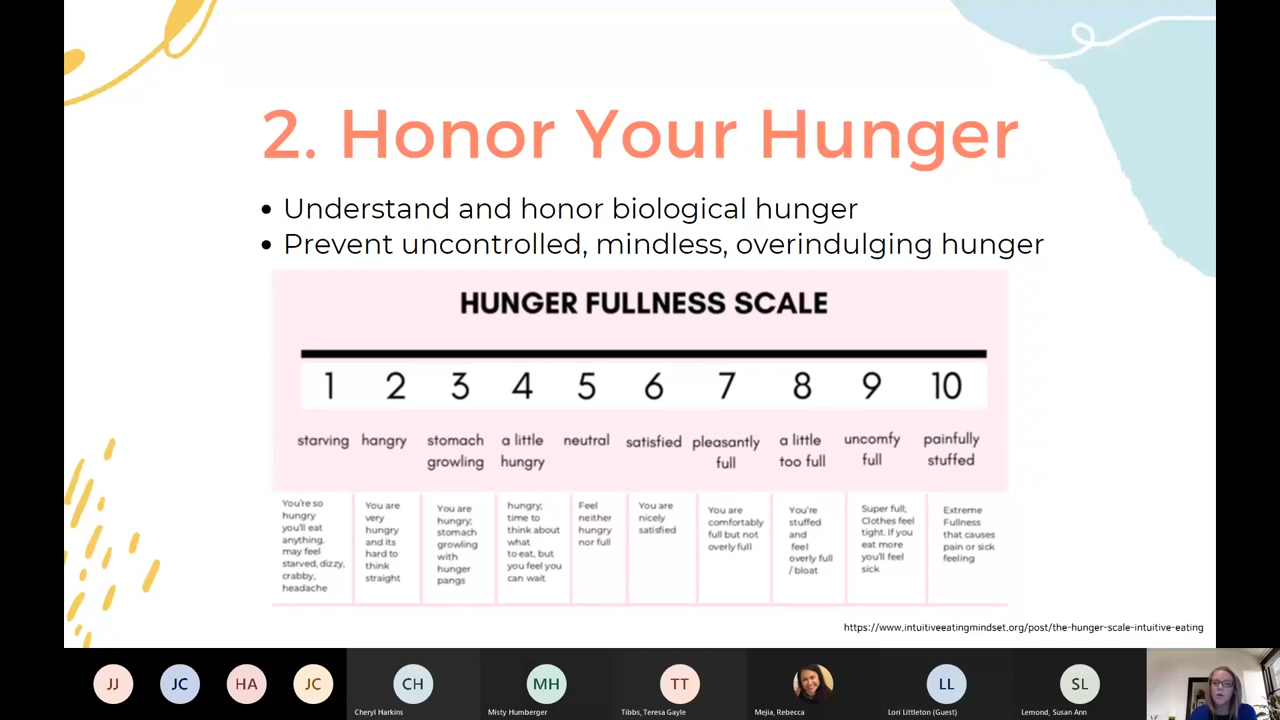 2. Honor Your Hunger
Understand and honor biological hunger
Prevent uncontrolled, mindless, overindulging hunger
HUNGER FULLNESS SCALE
1 2 3 4 5 6 7 8 9 10
starving
hangry
stomach
growling
a little
hungry
neutral
satisfied
pleasantly
full
a little
too full
uncomfy
full
painfully
stuffed
You're so
hungry
you'll eat
anything.
may feel
starved, dizzy,
crabby,
headache
You are
very
hungry
and its
hard to
think
straight
You are
hungry;
stomach
growling
with
hunger
pangs
hungry;
time to
think about
what
to eat, but
you feel you
can wait
Feel
neither
hungry
nor full
You are
nicely
satisfied
You are
comfortably
full but not
overly full
You're
stuffed
and
feel
overly full
/ bloat
Super full,
Clothes feel
tight. If you
eat more
you'll feel
sick
Extreme
Fullness
that causes
pain or sick
feeling
https://www.intuitiveeatingmindset.org/post/the-hunger-scale-intuitive-eating
JJ JC HA JC CH MH TT LL SL
Cheryl Harkins
Misty Humberger
Tibbs, Teresa Gayle
Mejia, Rebecca
Lori Littleton (Guest)
Lemond, Susan Ann